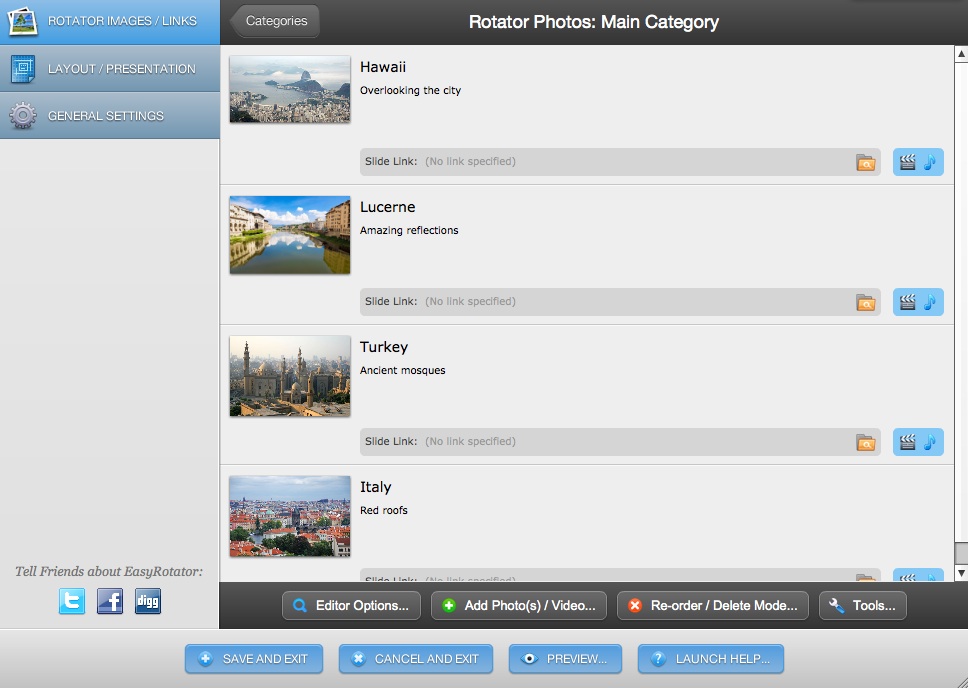 ROTATOR IMAGES / LINKS
LAYOUT / PRESENTATION
GENERAL SETTINGS
Tell Friends about EasyRotator:
digg
Categories
Rotator Photos: Main Category
Hawaii
Overlooking the city
Slide Link: (No link specified)
Lucerne
Amazing reflections
Slide Link: (No link specified)
Turkey
Ancient mosques
Slide Link: (No link specified)
Italy
Red roofs
Slide Link: (No link specified)
Editor Options...
Add Photo(s) / Video...
Re-order / Delete Mode...
Tools...
SAVE AND EXIT
CANCEL AND EXIT
PREVIEW...
LAUNCH HELP...